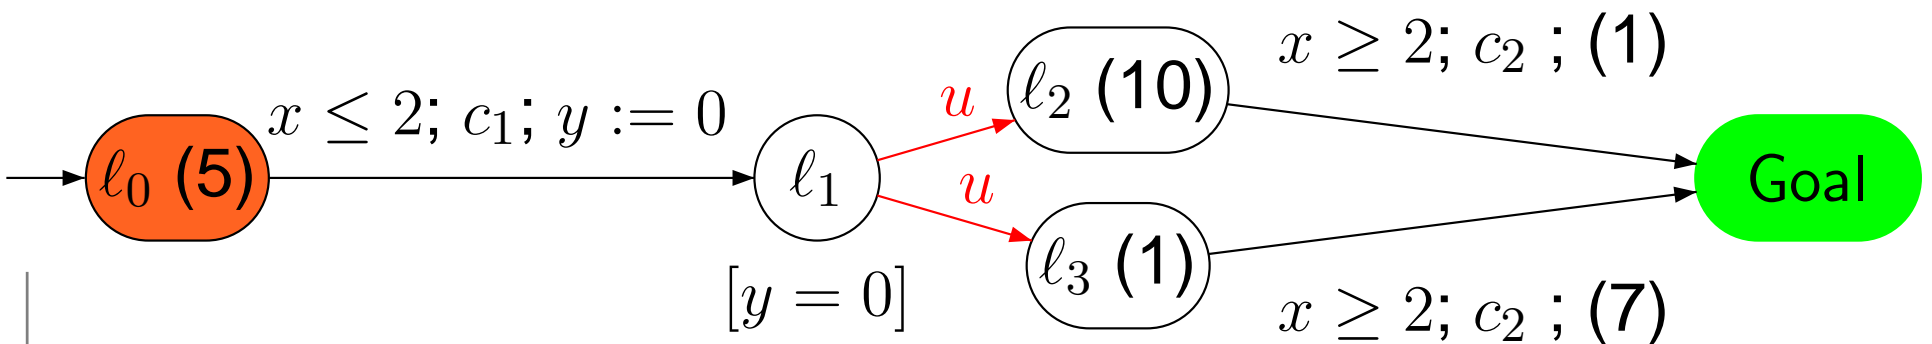 x ≤ 2; c₁; y := 0
ℓ₀ (5)
ℓ₁
[y = 0]
u
u
ℓ₂ (10)
ℓ₃ (1)
x ≥ 2; c₂ ; (1)
x ≥ 2; c₂ ; (7)
Goal